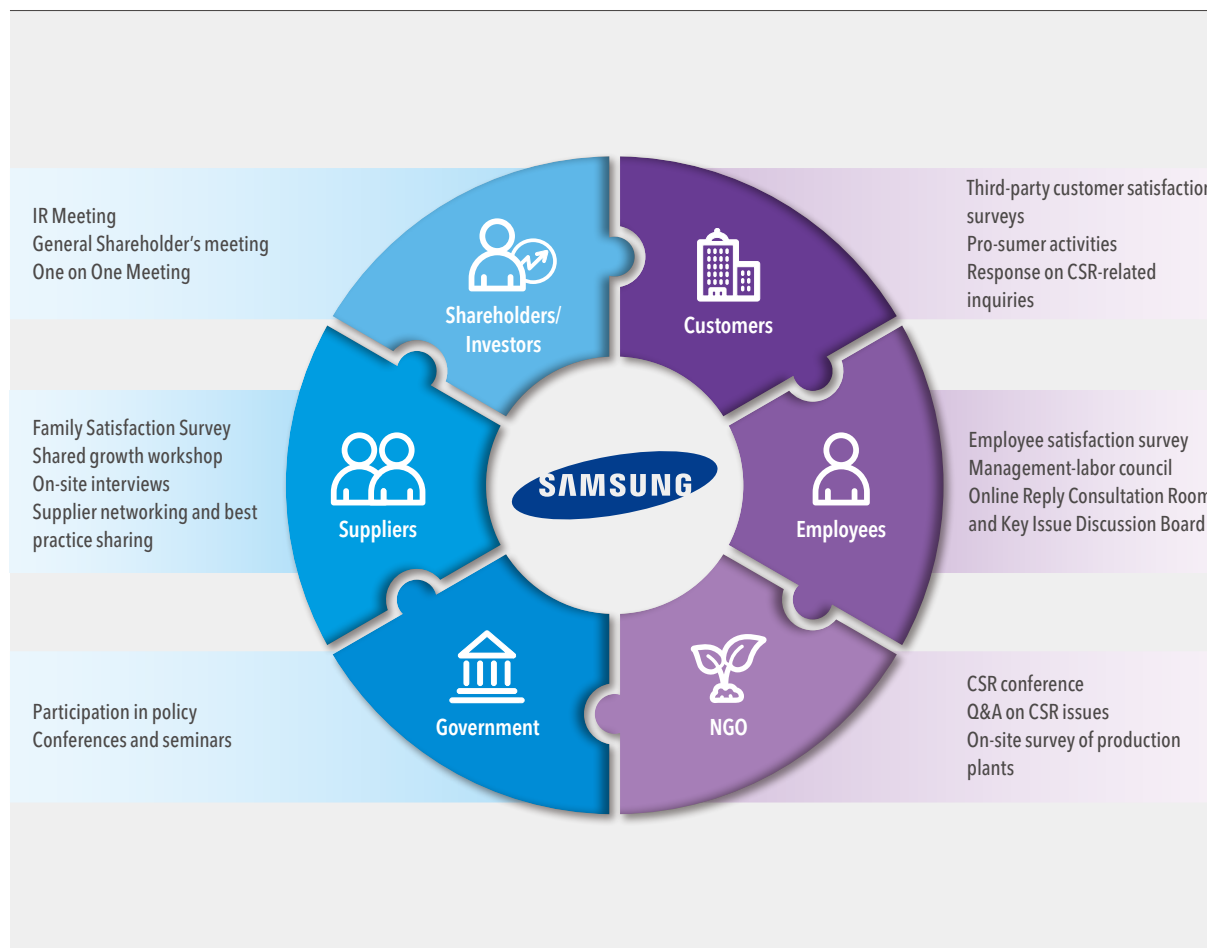 IR Meeting
General Shareholder's meeting
One on One Meeting
Shareholders/
Investors
Customers
Third-party customer satisfaction
surveys
Pro-sumer activities
Response on CSR-related
inquiries
Family Satisfaction Survey
Shared growth workshop
On-site interviews
Supplier networking and best
practice sharing
Suppliers
SAMSUNG
Employees
Employee satisfaction survey
Management-labor council
Online Reply Consultation Room
and Key Issue Discussion Board
Participation in policy
Conferences and seminars
Government
NGO
CSR conference
Q&A on CSR issues
On-site survey of production
plants